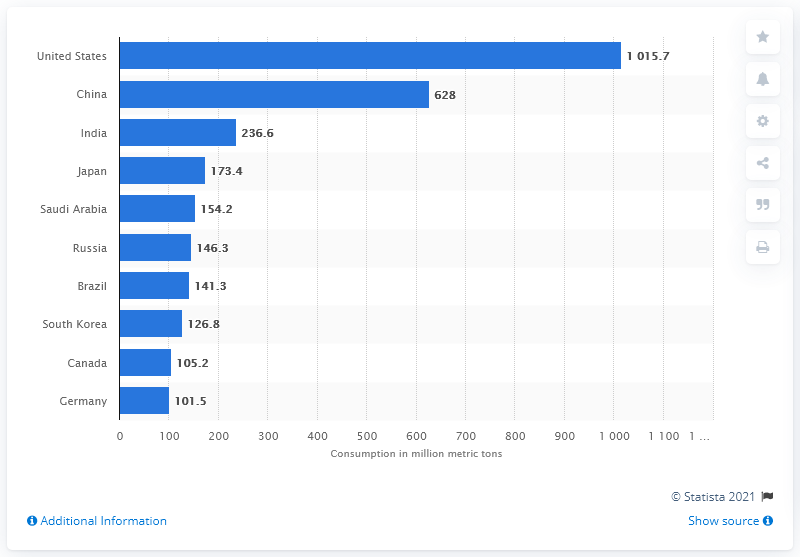 United States 1 015.7
China 628
India 236.6
Japan 173.4
Saudi Arabia 154.2
Russia 146.3
Brazil 141.3
South Korea 126.8
Canada 105.2
Germany 101.5
0 100 200 300 400 500 600 700 800 900 1 000 1 100 1 ...
Consumption in million metric tons
© Statista 2021
Additional Information Show source